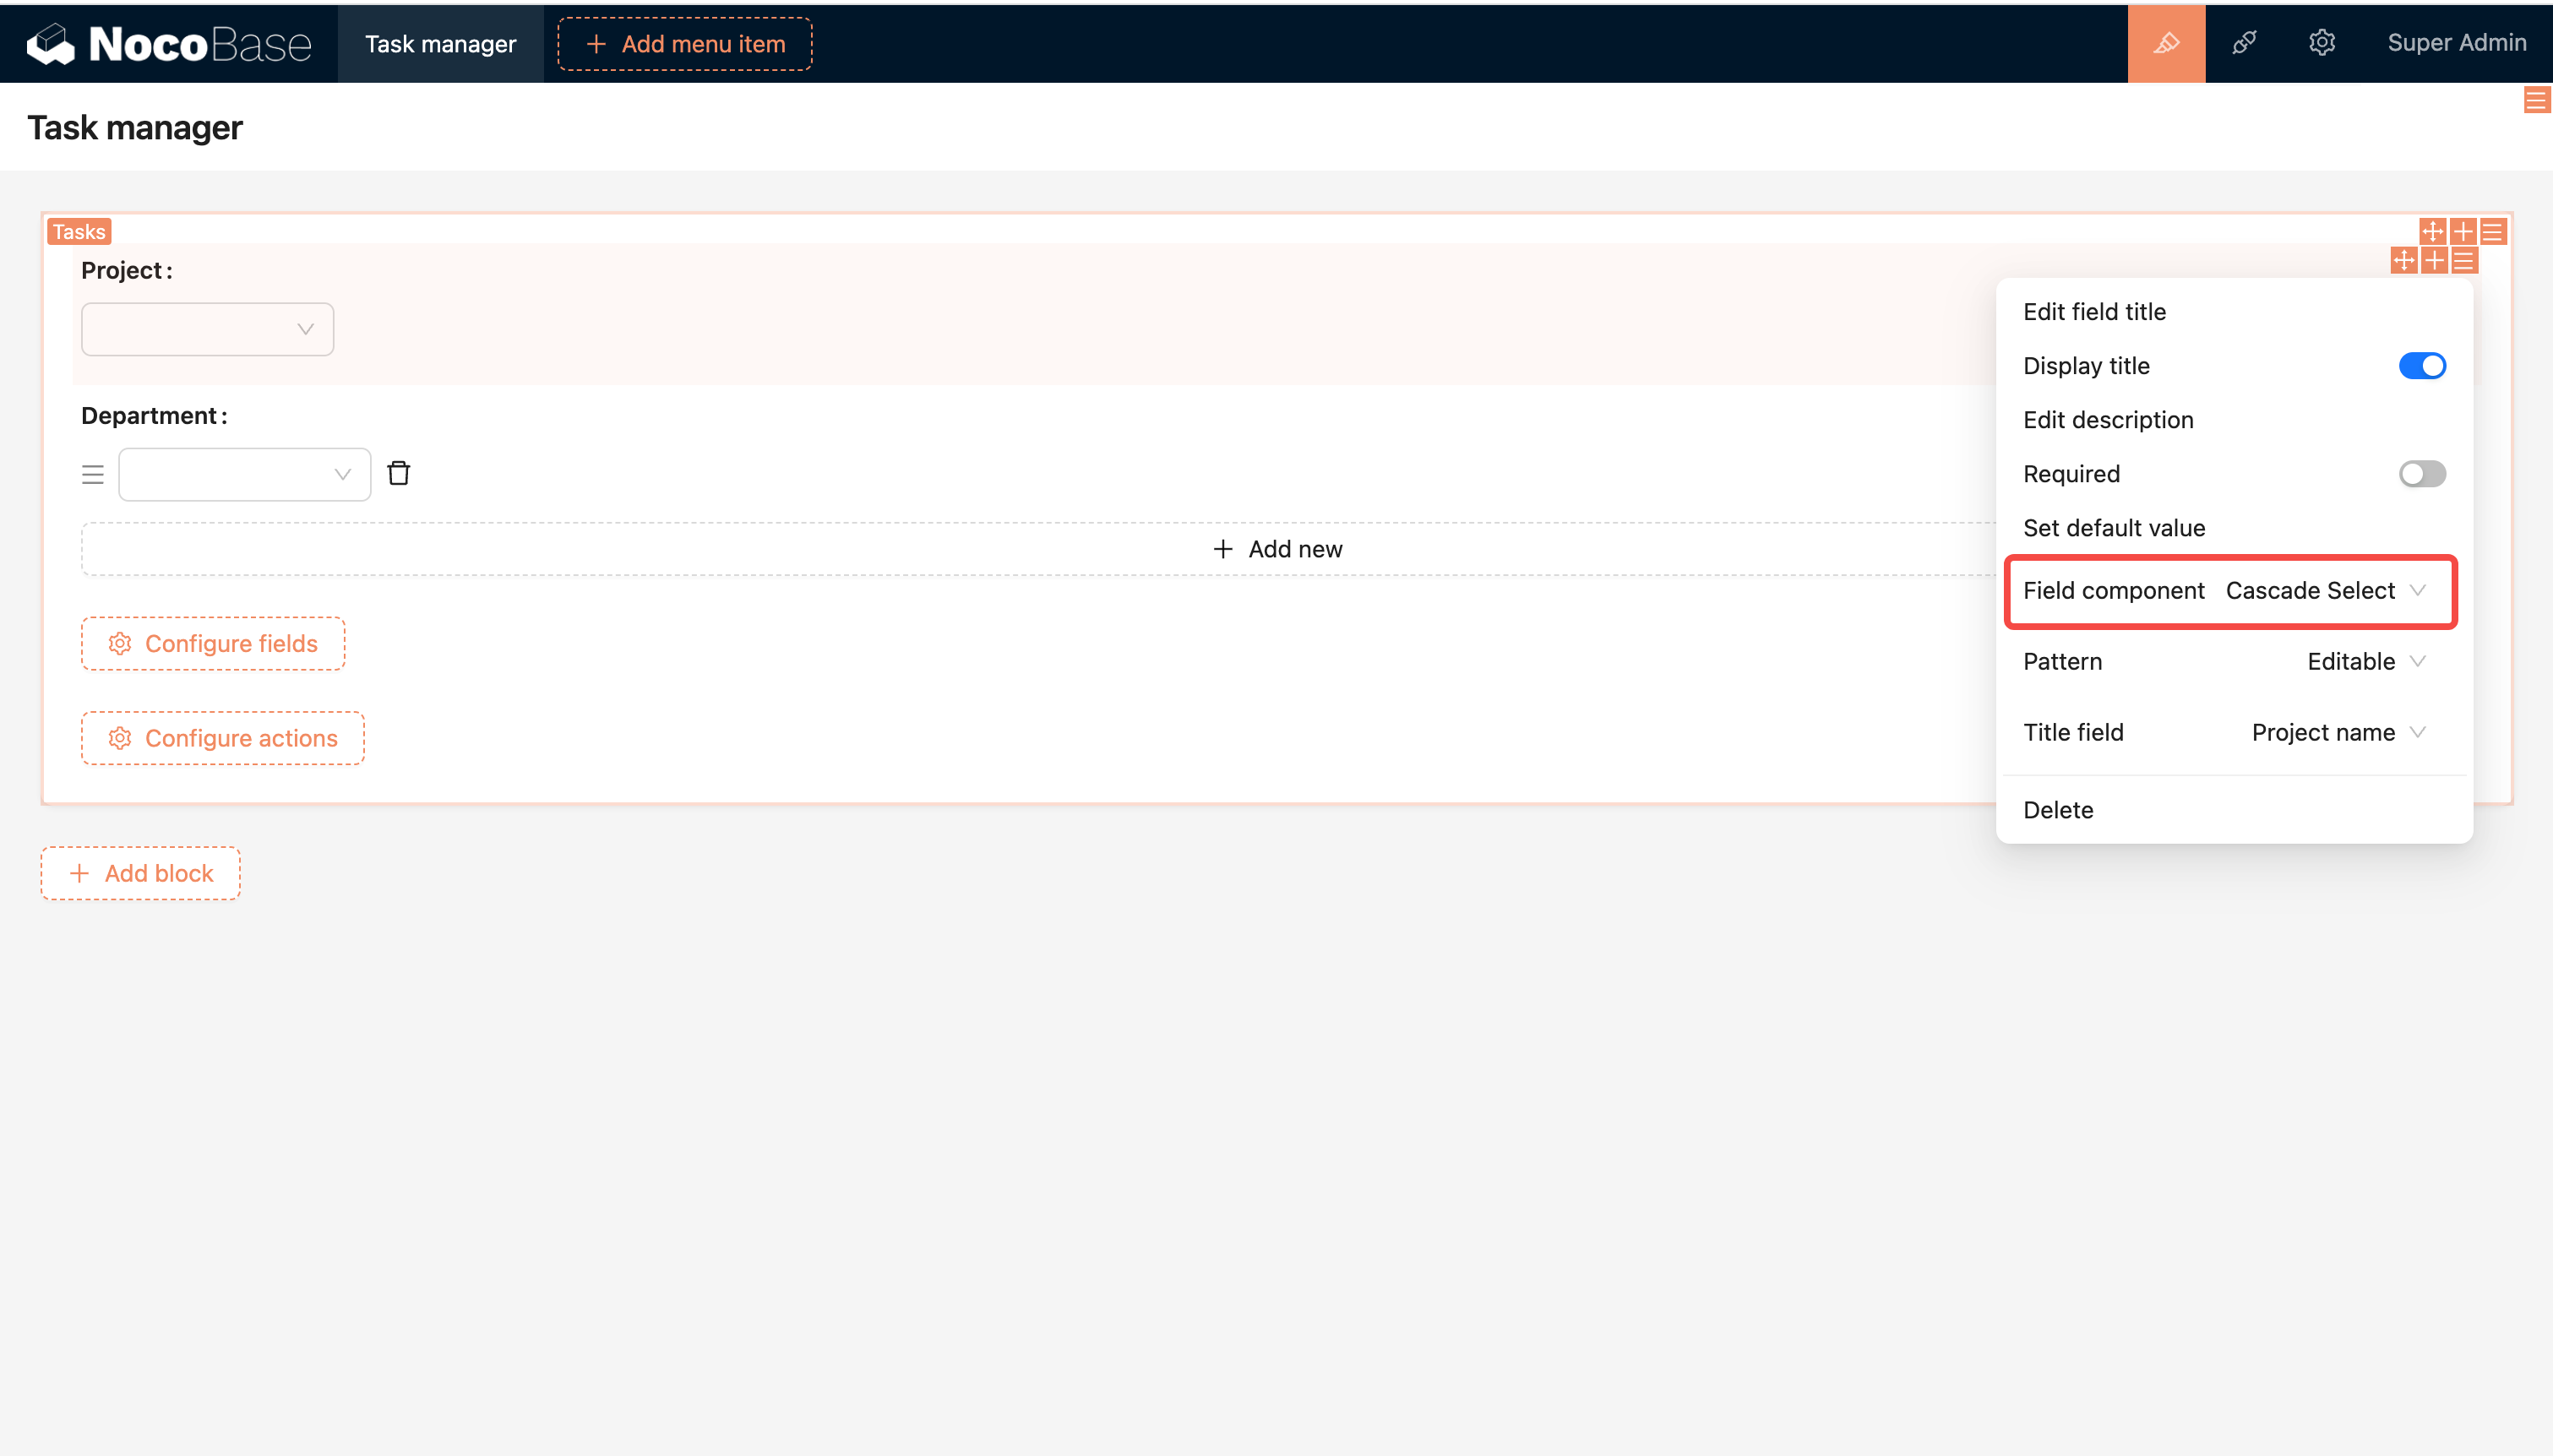 NocoBase Task manager Add menu item Super Admin
Task manager
Tasks
Project :
Edit field title
Display title
Department :
Edit description
Required
Set default value
Add new
Field component Cascade Select
Configure fields
Pattern Editable
Title field Project name
Configure actions
Delete
Add block